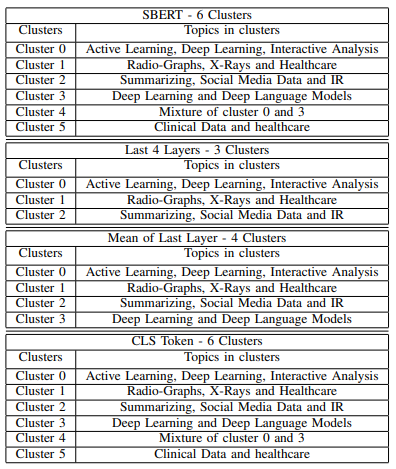 SBERT - 6 Clusters
Clusters Topics in clusters
Cluster 0 Active Learning, Deep Learning, Interactive Analysis
Cluster 1 Radio-Graphs, X-Rays and Healthcare
Cluster 2 Summarizing, Social Media Data and IR
Cluster 3 Deep Learning and Deep Language Models
Cluster 4 Mixture of cluster 0 and 3
Cluster 5 Clinical Data and healthcare
Last 4 Layers - 3 Clusters
Clusters Topics in clusters
Cluster 0 Active Learning, Deep Learning, Interactive Analysis
Cluster 1 Radio-Graphs, X-Rays and Healthcare
Cluster 2 Summarizing, Social Media Data and IR
Mean of Last Layer - 4 Clusters
Clusters Topics in clusters
Cluster 0 Active Learning, Deep Learning, Interactive Analysis
Cluster 1 Radio-Graphs, X-Rays and Healthcare
Cluster 2 Summarizing, Social Media Data and IR
Cluster 3 Deep Learning and Deep Language Models
CLS Token - 6 Clusters
Clusters Topics in clusters
Cluster 0 Active Learning, Deep Learning, Interactive Analysis
Cluster 1 Radio-Graphs, X-Rays and Healthcare
Cluster 2 Summarizing, Social Media Data and IR
Cluster 3 Deep Learning and Deep Language Models
Cluster 4 Mixture of cluster 0 and 3
Cluster 5 Clinical Data and healthcare